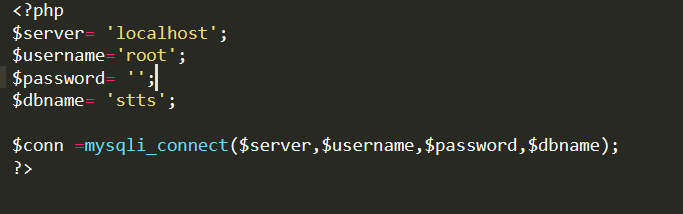 <?php
$server= 'localhost';
$username='root';
$password= '';
$dbname= 'stts';
$conn =mysqli_connect($server,$username,$password,$dbname);
?>